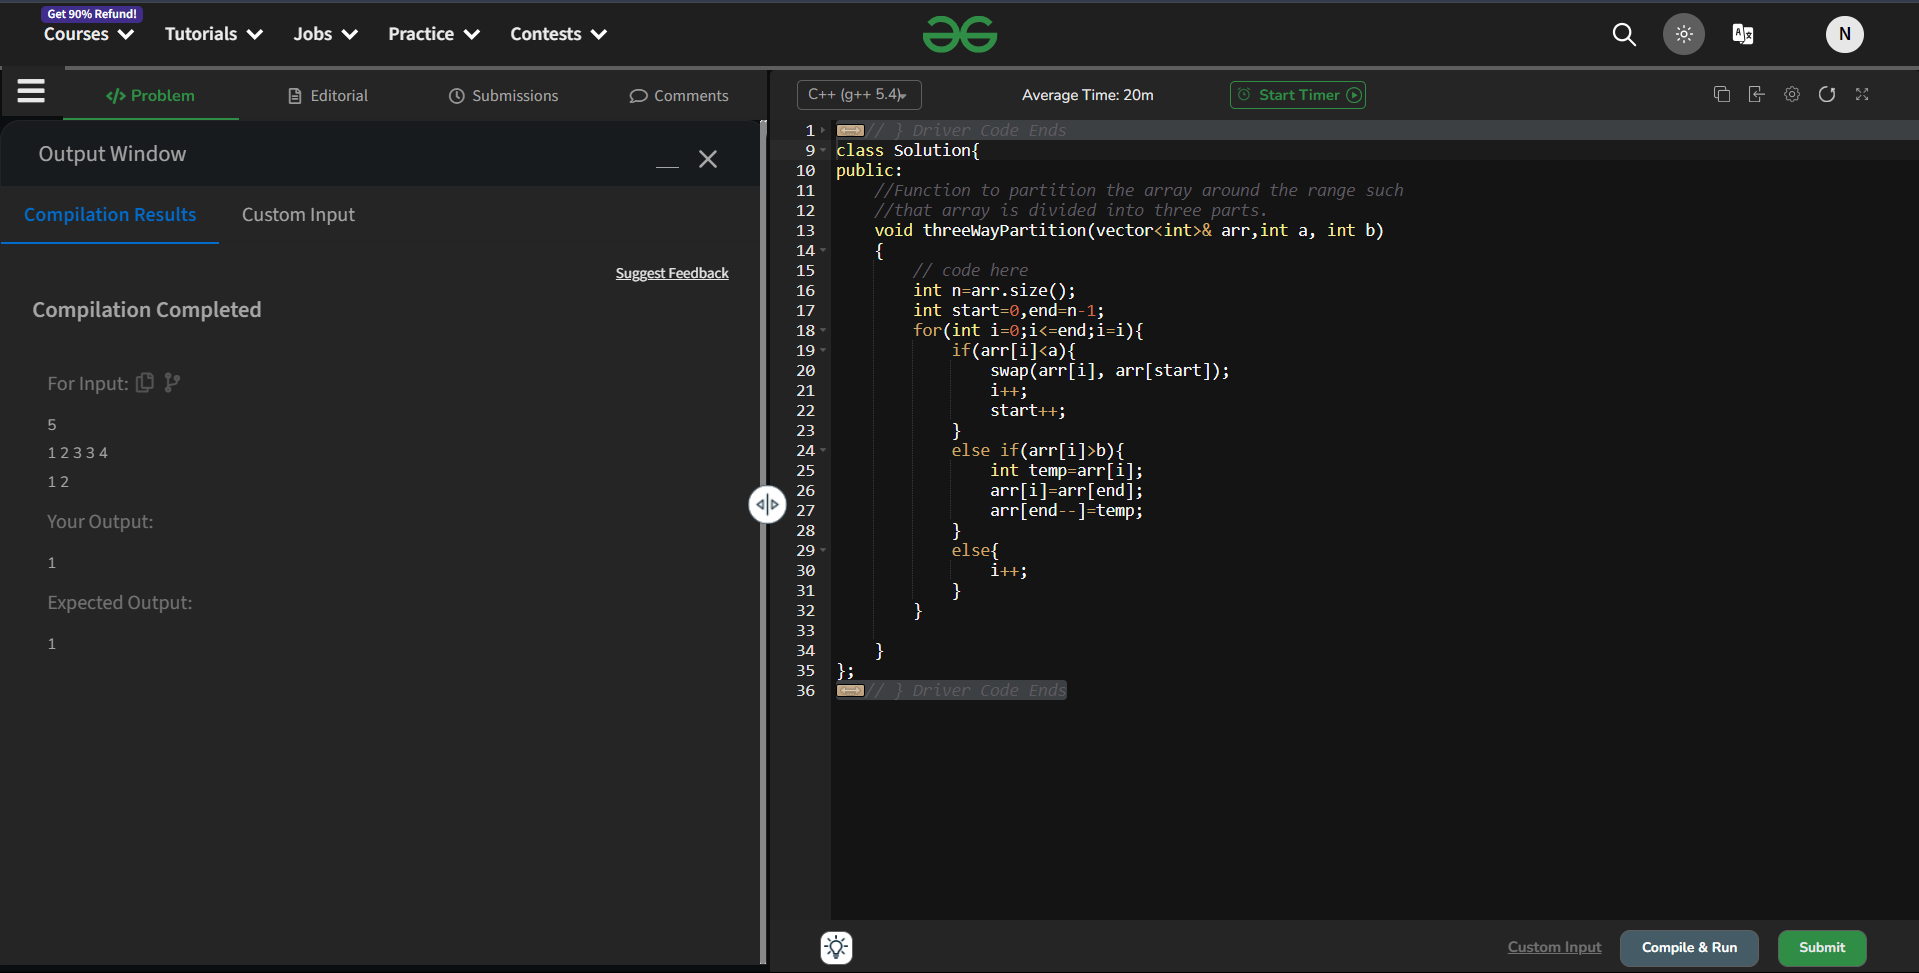 Get 90% Refund!
Courses Tutorials Jobs Practice Contests
N
</> Problem Editorial Submissions Comments
Output Window
Compilation Results Custom Input
Suggest Feedback
Compilation Completed
For Input:
5
1 2 3 3 4
1 2
Your Output:
1
Expected Output:
1
C++ (g++ 5.4) Average Time: 20m Start Timer
1 // } Driver Code Ends
9 class Solution{
10 public:
11 //Function to partition the array around the range such
12 //that array is divided into three parts.
13 void threeWayPartition(vector<int>& arr,int a, int b)
14 {
15 // code here
16 int n=arr.size();
17 int start=0,end=n-1;
18 for(int i=0;i<=end;i=i){
19 if(arr[i]<a){
20 swap(arr[i], arr[start]);
21 i++;
22 start++;
23 }
24 else if(arr[i]>b){
25 int temp=arr[i];
26 arr[i]=arr[end];
27 arr[end--]=temp;
28 }
29 else{
30 i++;
31 }
32 }
33
34 }
35 };
36 // } Driver Code Ends
Custom Input Compile & Run Submit